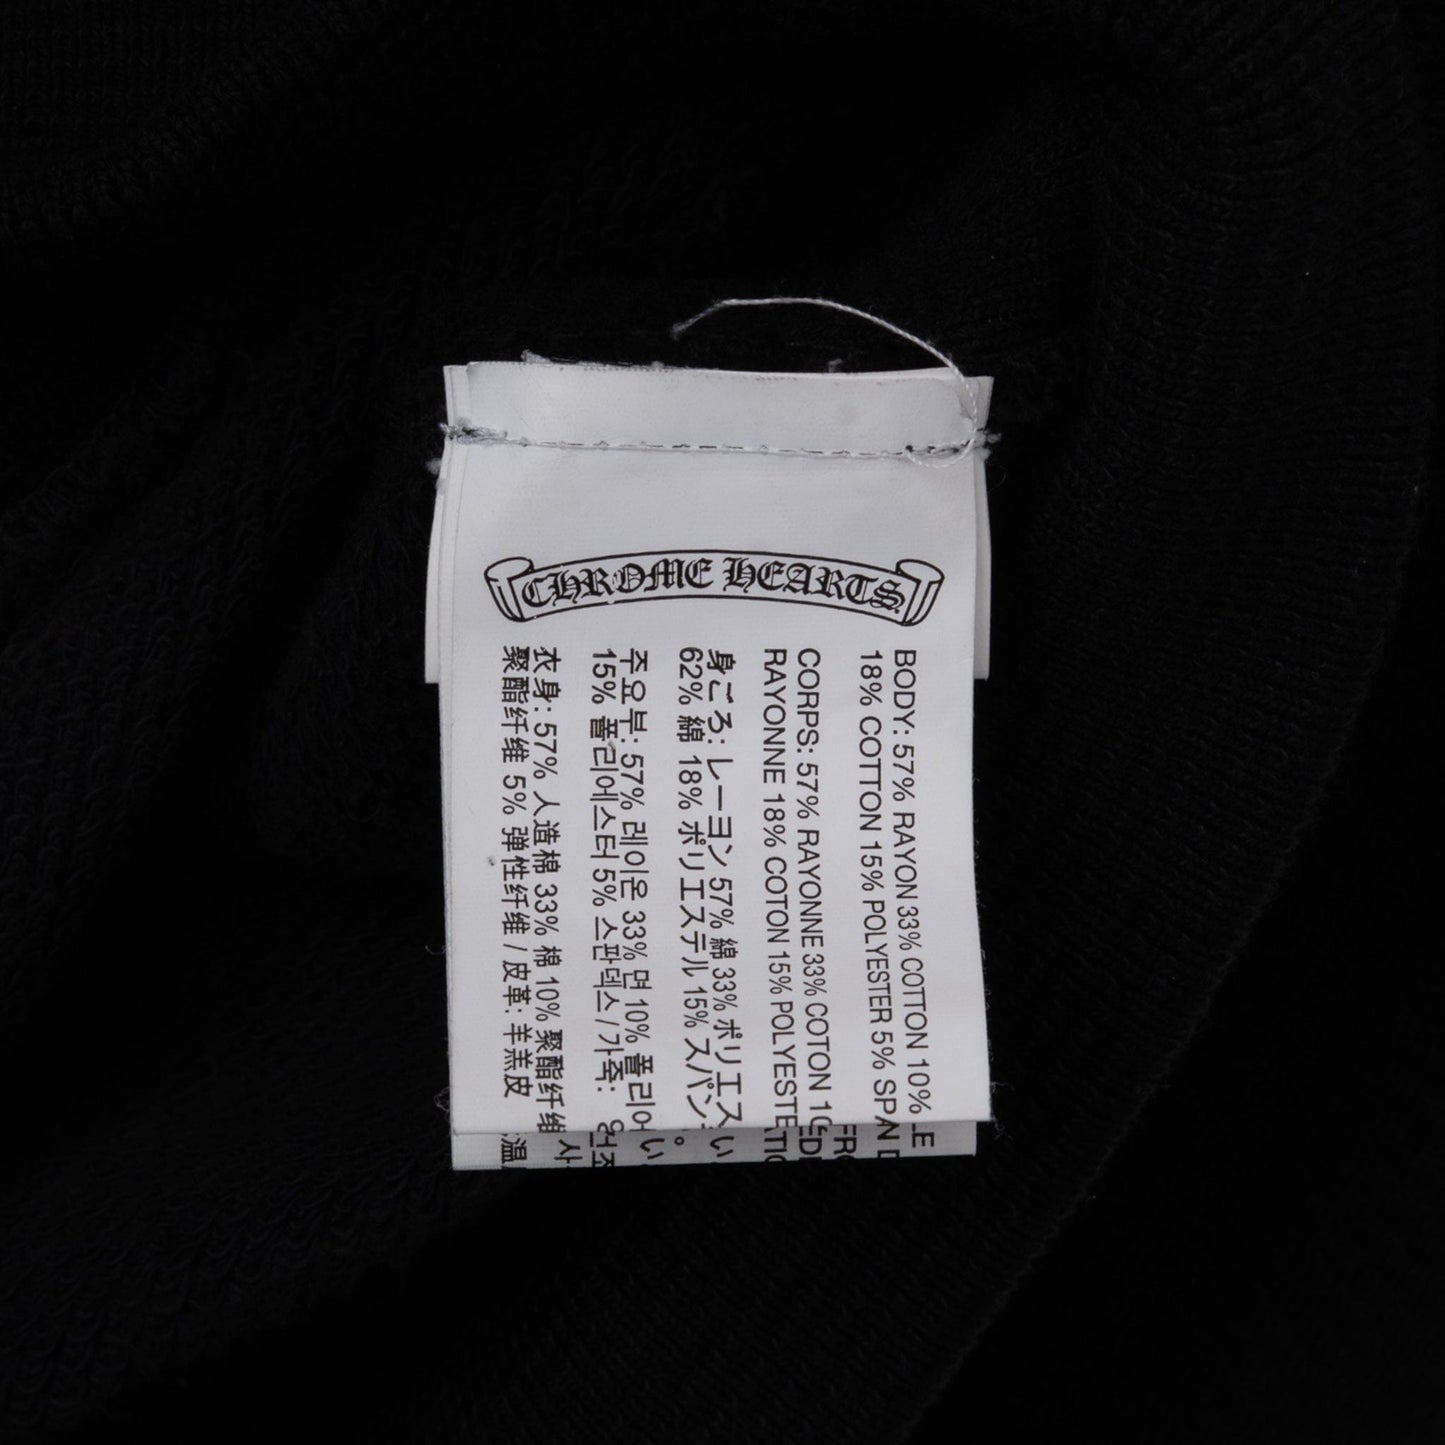 CHROME HEARTS
BODY: 57% RAYON 33% COTTON 10%
18% COTTON 15% POLYESTER 5% SPAN
CORPS: 57% RAYONNE 33% COTON 10
RAYONNE 18% COTON 15% POLYESTE
身ごろ: レーヨン 57% 綿 33% ポリエス
62% 綿 18% ポリエステル 15% スパン
주요부: 57% 레이온 33% 면 10% 폴리에
15% 폴리에스터 5% 스판덱스 / 가죽:
衣身: 57% 人造棉 33% 棉 10% 聚酯纤维
聚酯纤维 5% 弹性纤维 / 皮革: 羊羔皮